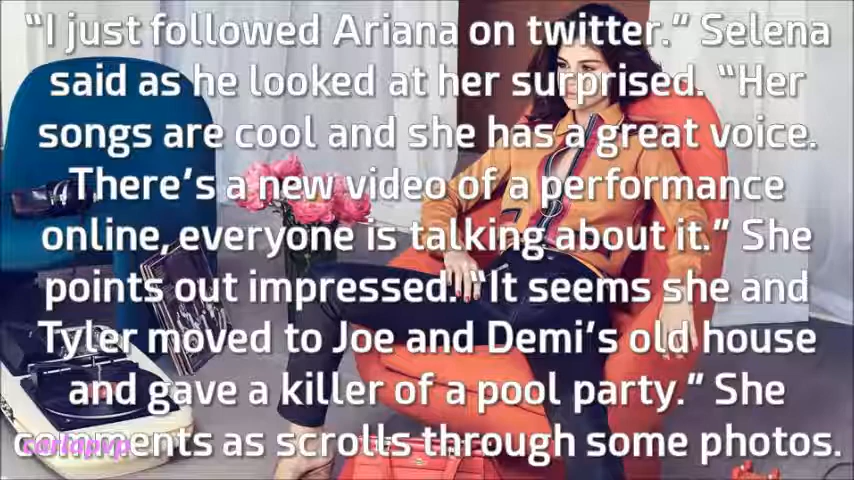 “I just followed Ariana on twitter.” Selena
said as he looked at her surprised. “Her
songs are cool and she has a great voice.
There’s a new video of a performance
online, everyone is talking about it.” She
points out impressed. “It seems she and
Tyler moved to Joe and Demi’s old house
and gave a killer of a pool party.” She
comments as scrolls through some photos.
carlapvp